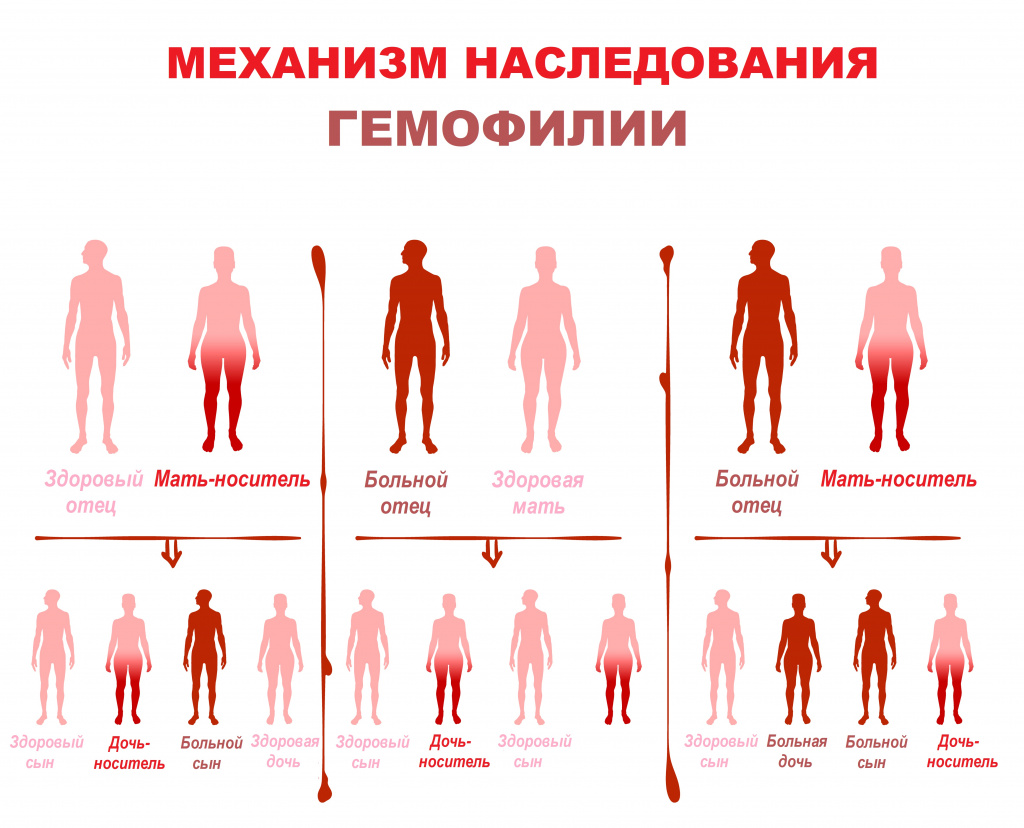 МЕХАНИЗМ НАСЛЕДОВАНИЯ
ГЕМОФИЛИИ
Здоровый
отец
Мать-носитель
Больной
отец
Здоровая
мать
Больной
отец
Мать-носитель
Здоровый
сын
Дочь-
носитель
Больной
сын
Здоровая
дочь
Здоровый
сын
Дочь-
носитель
Здоровый
сын
Здоровый
сын
Больная
дочь
Больной
сын
Дочь-
носитель